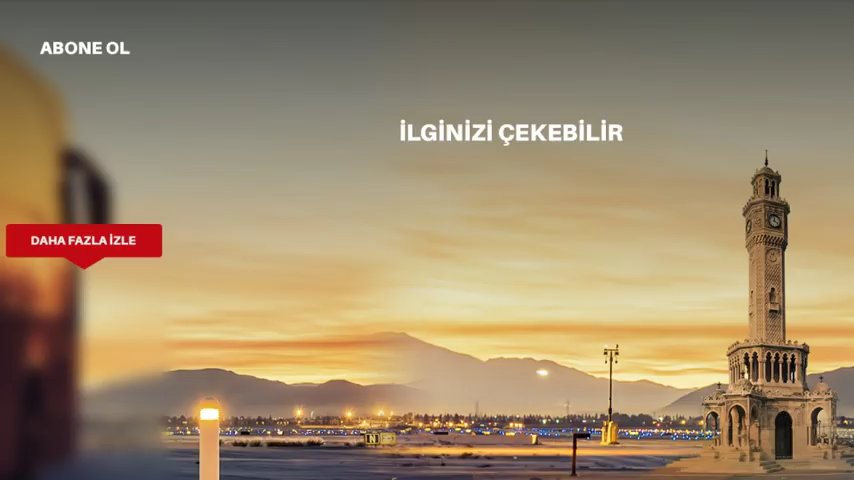 ABONE OL
İLGİNİZİ ÇEKEBİLİR
DAHA FAZLA İZLE
N